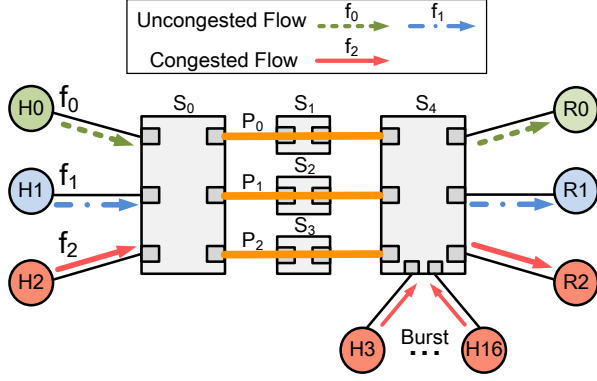 Uncongested Flow f₀ f₁
Congested Flow f₂
H0 f₀ S₀ S₁ S₄ R0
P₀
H1 f₁ S₂ R1
P₁
H2 f₂ S₃ R2
P₂
H3 Burst ... H16